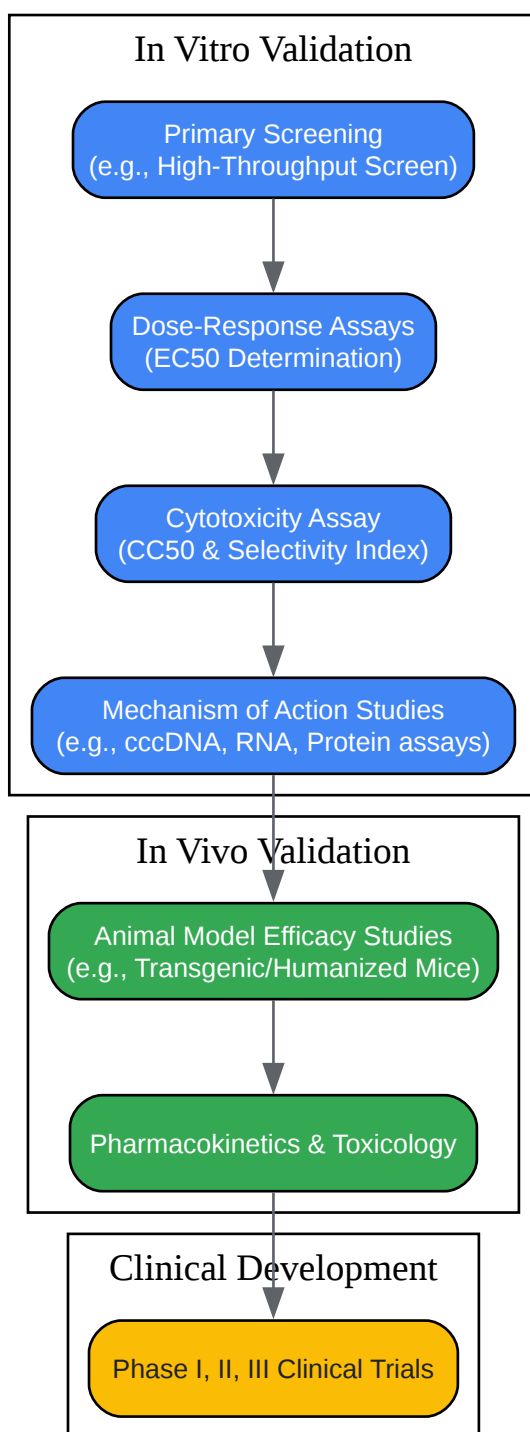 In Vitro Validation
Primary Screening
(e.g., High-Throughput Screen)
Dose-Response Assays
(EC50 Determination)
Cytotoxicity Assay
(CC50 & Selectivity Index)
Mechanism of Action Studies
(e.g., cccDNA, RNA, Protein assays)
In Vivo Validation
Animal Model Efficacy Studies
(e.g., Transgenic/Humanized Mice)
Pharmacokinetics & Toxicology
Clinical Development
Phase I, II, III Clinical Trials